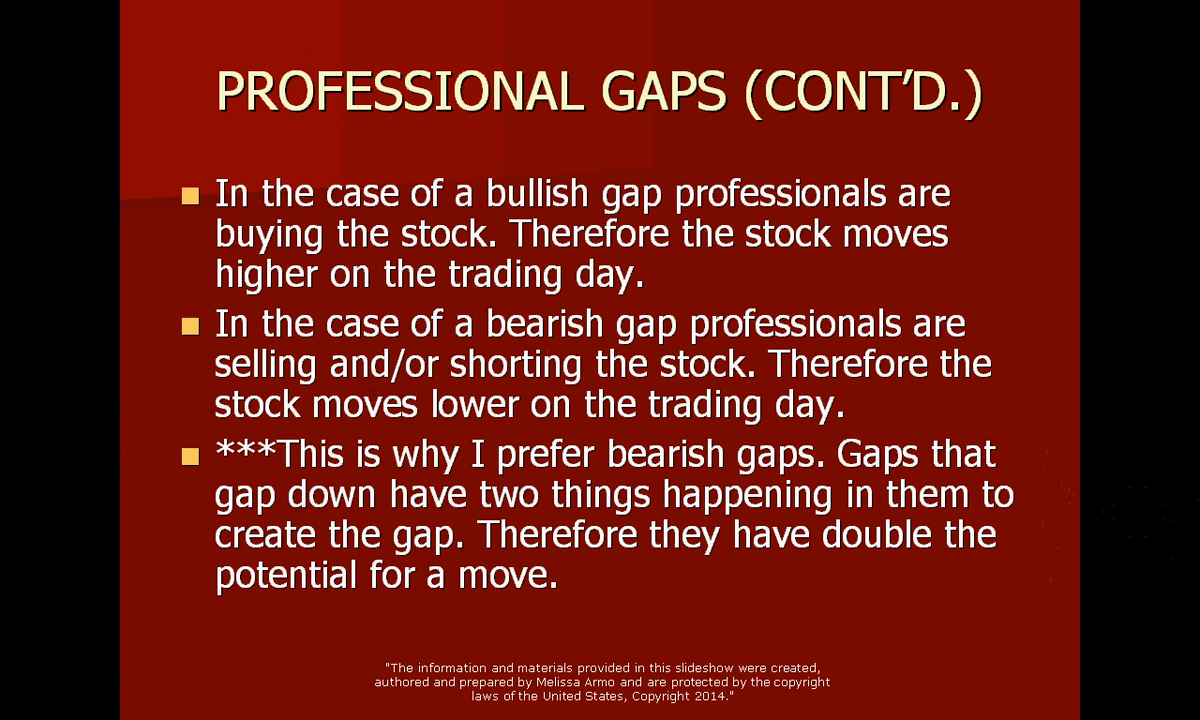 PROFESSIONAL GAPS (CONT’D.)
In the case of a bullish gap professionals are
buying the stock. Therefore the stock moves
higher on the trading day.
In the case of a bearish gap professionals are
selling and/or shorting the stock. Therefore the
stock moves lower on the trading day.
***This is why I prefer bearish gaps. Gaps that
gap down have two things happening in them to
create the gap. Therefore they have double the
potential for a move.
"The information and materials provided in this slideshow were created,
authored and prepared by Melissa Armo and are protected by the copyright
laws of the United States, Copyright 2014."